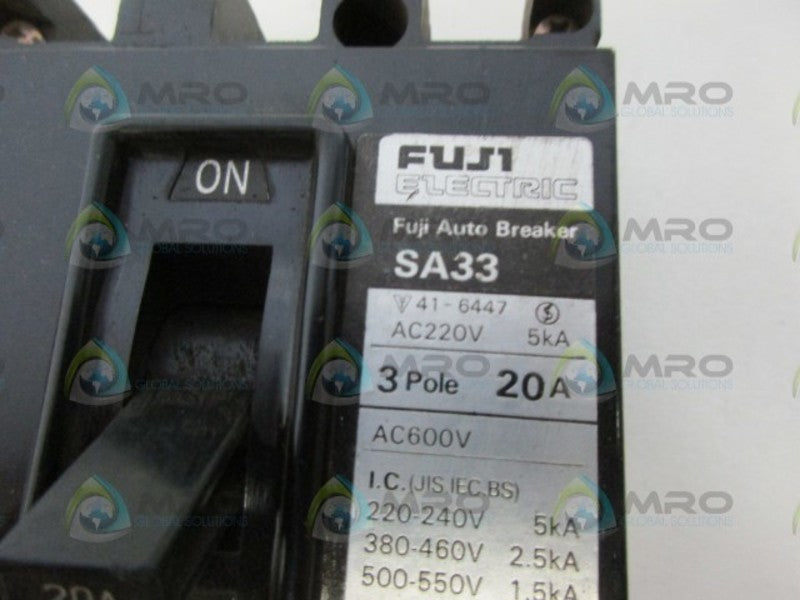 MRO
GLOBAL SOLUTIONS
ON
FUJI
ELECTRIC
Fuji Auto Breaker
SA33
41-6447
AC220V 5kA
3 Pole 20A
AC600V
I.C.(JIS,IEC,BS)
220-240V 5kA
380-460V 2.5kA
500-550V 1.5kA
20A